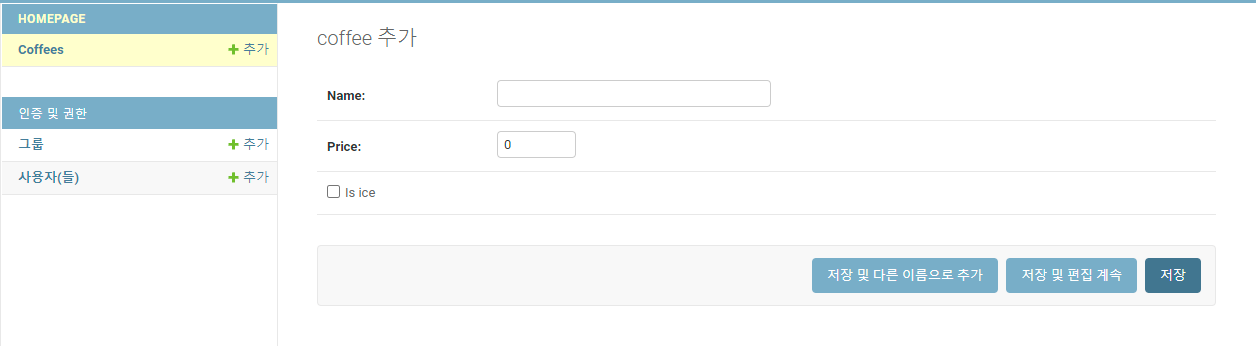 HOMEPAGE
Coffees + 추가
인증 및 권한
그룹 + 추가
사용자(들) + 추가
coffee 추가
Name:
Price: 0
Is ice
저장 및 다른 이름으로 추가 저장 및 편집 계속 저장